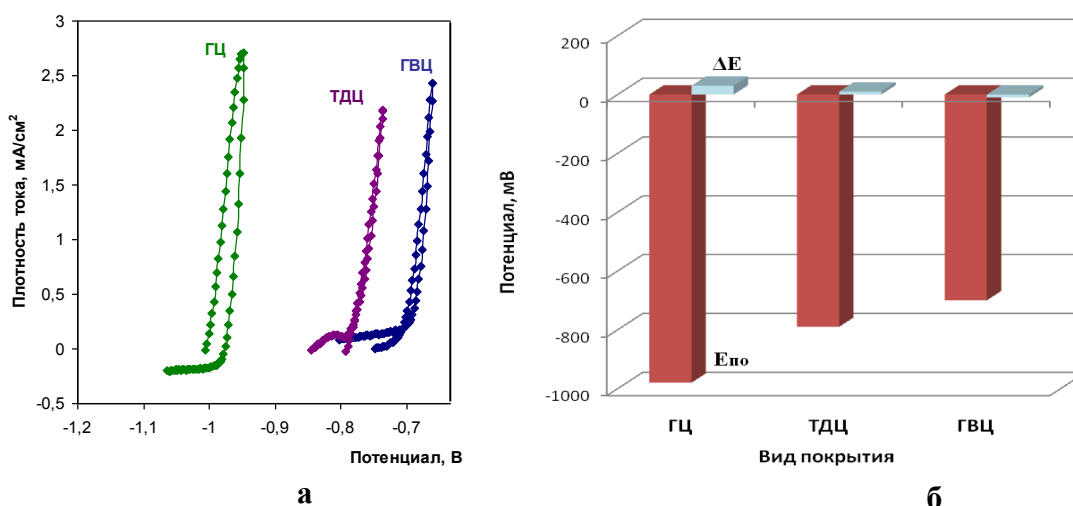 3
2,5
2
1,5
1
0,5
0
-0,5
-1,2
-1,1
-1
-0,9
-0,8
-0,7
Плотность тока, мА/см²
Потенциал, В
ГЦ
ТДЦ
ГВЦ
а
200
0
-200
-400
-600
-800
-1000
Потенциал, мВ
ΔЕ
Епо
ГЦ
ТДЦ
ГВЦ
Вид покрытия
б